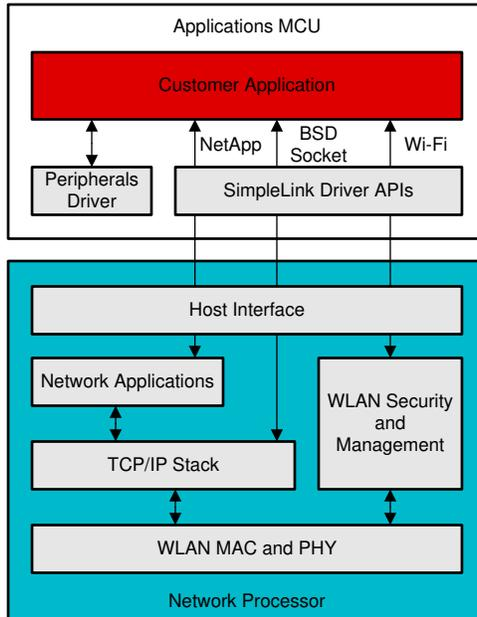 Applications MCU
Customer Application
NetApp
BSD
Socket
Wi-Fi
Peripherals
Driver
SimpleLink Driver APIs
Host Interface
Network Applications
WLAN Security
and
Management
TCP/IP Stack
WLAN MAC and PHY
Network Processor